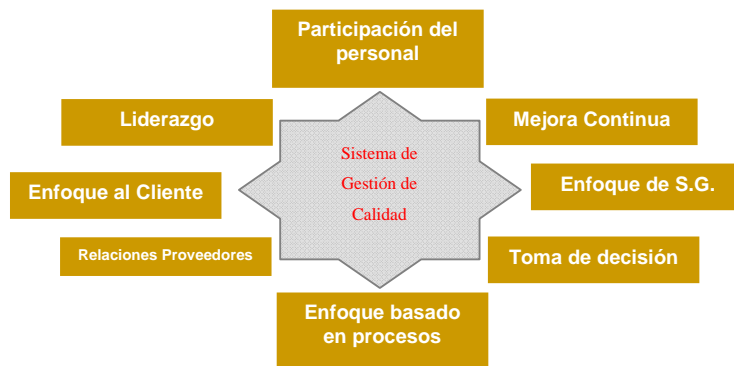 Participación del
personal
Liderazgo
Mejora Continua
Sistema de
Gestión de
Calidad
Enfoque al Cliente
Enfoque de S.G.
Relaciones Proveedores
Toma de decisión
Enfoque basado
en procesos